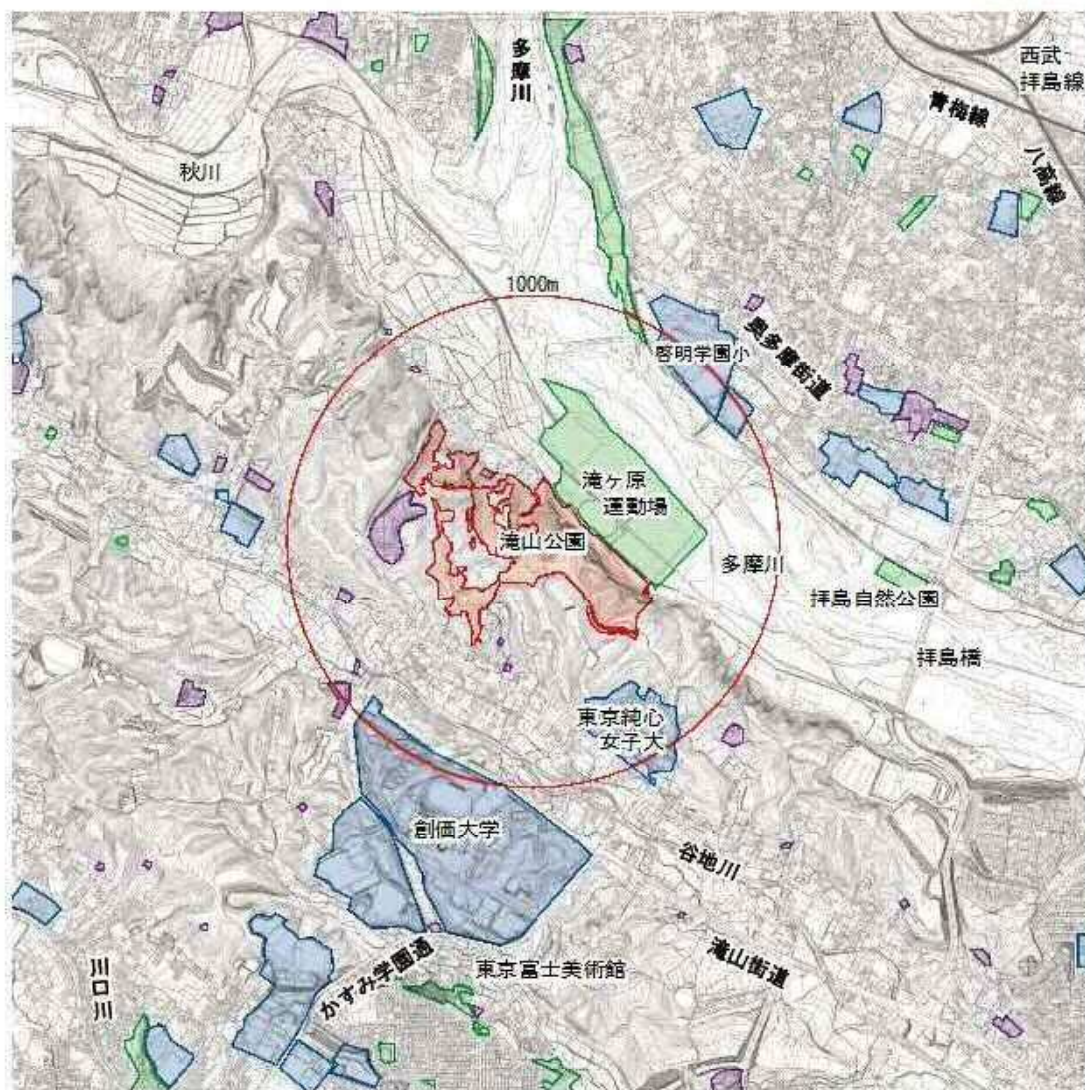 多摩川
西武
拝島線
青梅線
八高線
秋川
1000m
奥多摩街道
啓明学園小
滝ヶ原
運動場
滝山公園
多摩川
拝島自然公園
拝島橋
東京純心
女子大
創価大学
谷地川
滝山街道
かすみ学園通
東京富士美術館
川口川